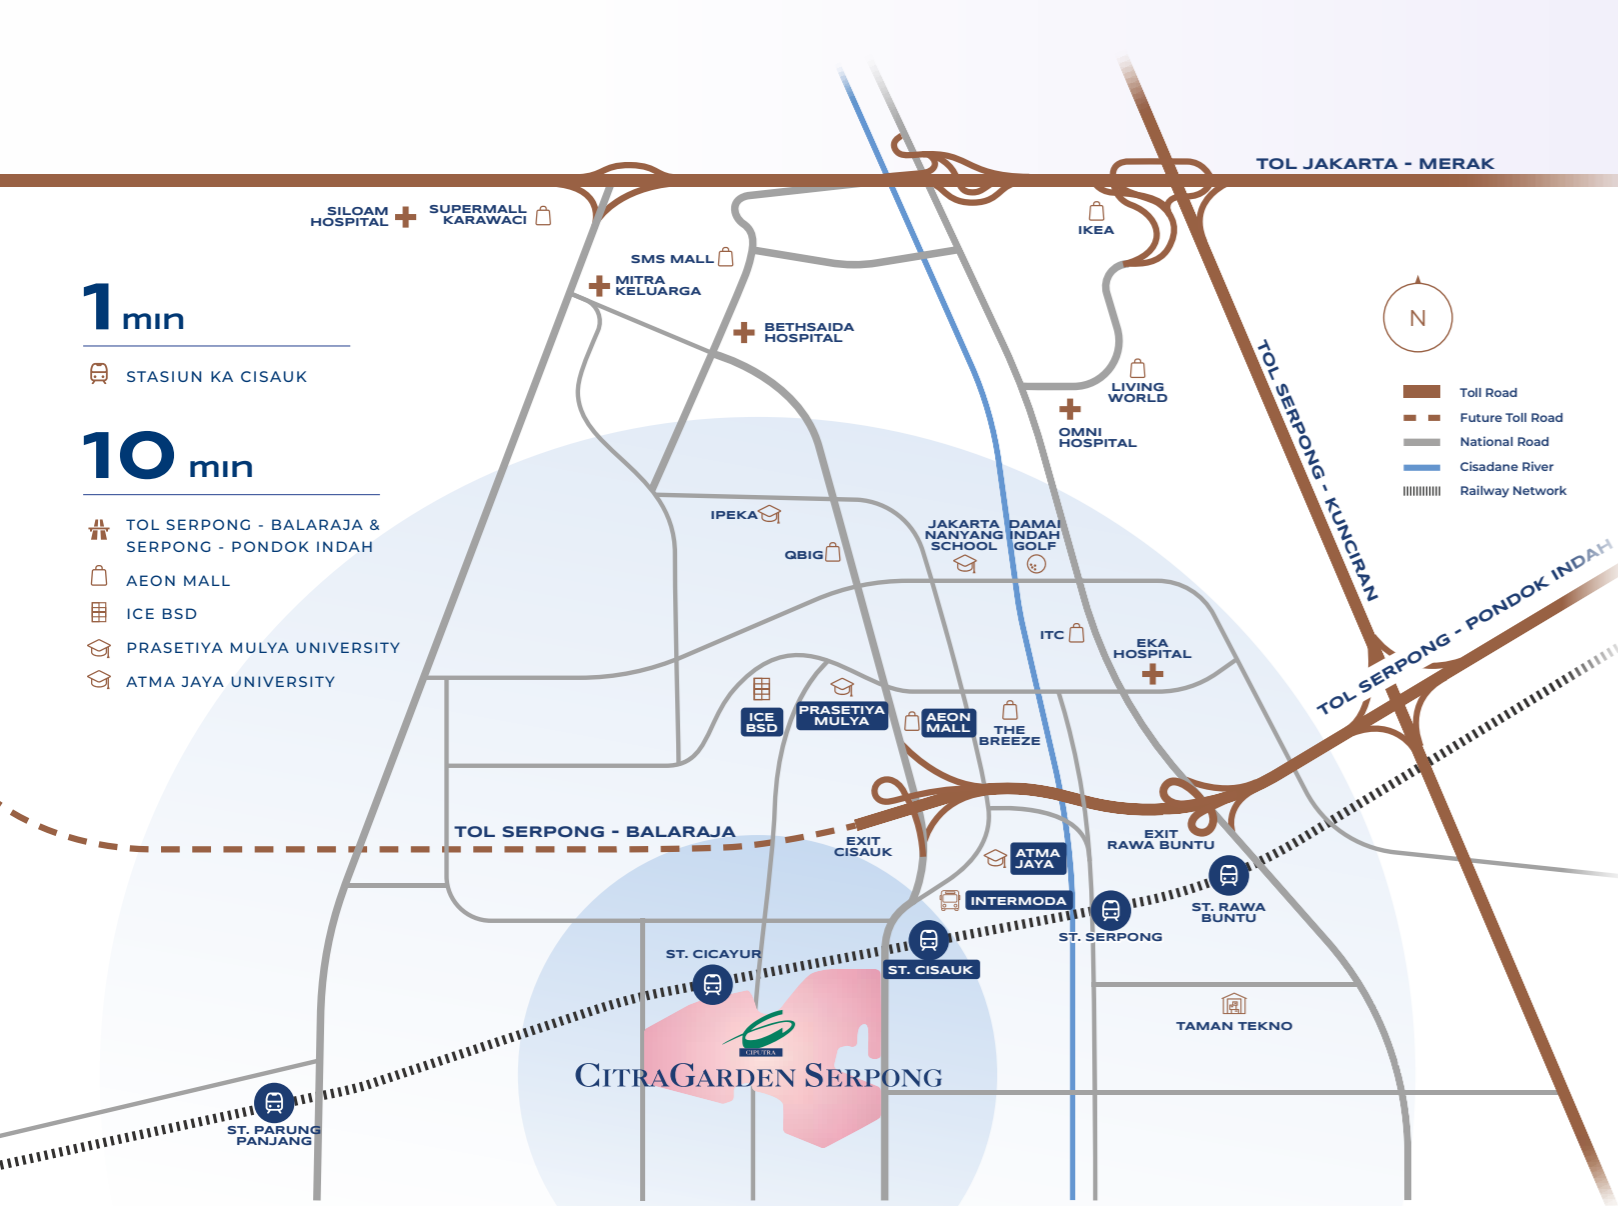 TOL JAKARTA - MERAK
SILOAM
HOSPITAL
SUPERMALL
KARAWACI
IKEA
SMS MALL
MITRA
KELUARGA
BETHSAIDA
HOSPITAL
1 min
STASIUN KA CISAUK
10 min
TOL SERPONG - BALARAJA &
SERPONG - PONDOK INDAH
AEON MALL
ICE BSD
PRASETIYA MULYA UNIVERSITY
ATMA JAYA UNIVERSITY
N
Toll Road
Future Toll Road
National Road
Cisadane River
Railway Network
TOL SERPONG - KUNCIRAN
LIVING
WORLD
OMNI
HOSPITAL
IPEKA
QBIG
JAKARTA
NANYANG
SCHOOL
DAMAI
INDAH
GOLF
TOL SERPONG - PONDOK INDAH
ITC
EKA
HOSPITAL
ICE
BSD
PRASETIYA
MULYA
AEON
MALL
THE
BREEZE
TOL SERPONG - BALARAJA
EXIT
CISAUK
EXIT
RAWA BUNTU
ATMA
JAYA
INTERMODA
ST. RAWA
BUNTU
ST. SERPONG
ST. CISAUK
ST. CICAYUR
TAMAN TEKNO
CIPUTRA
CITRAGARDEN SERPONG
ST. PARUNG
PANJANG